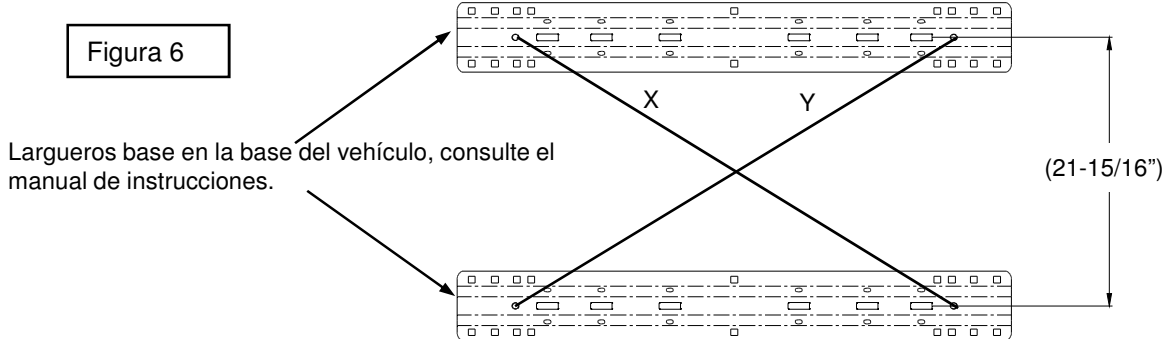 Figura 6
X
Y
Largueros base en la base del vehículo, consulte el
manual de instrucciones.
(21-15/16”)